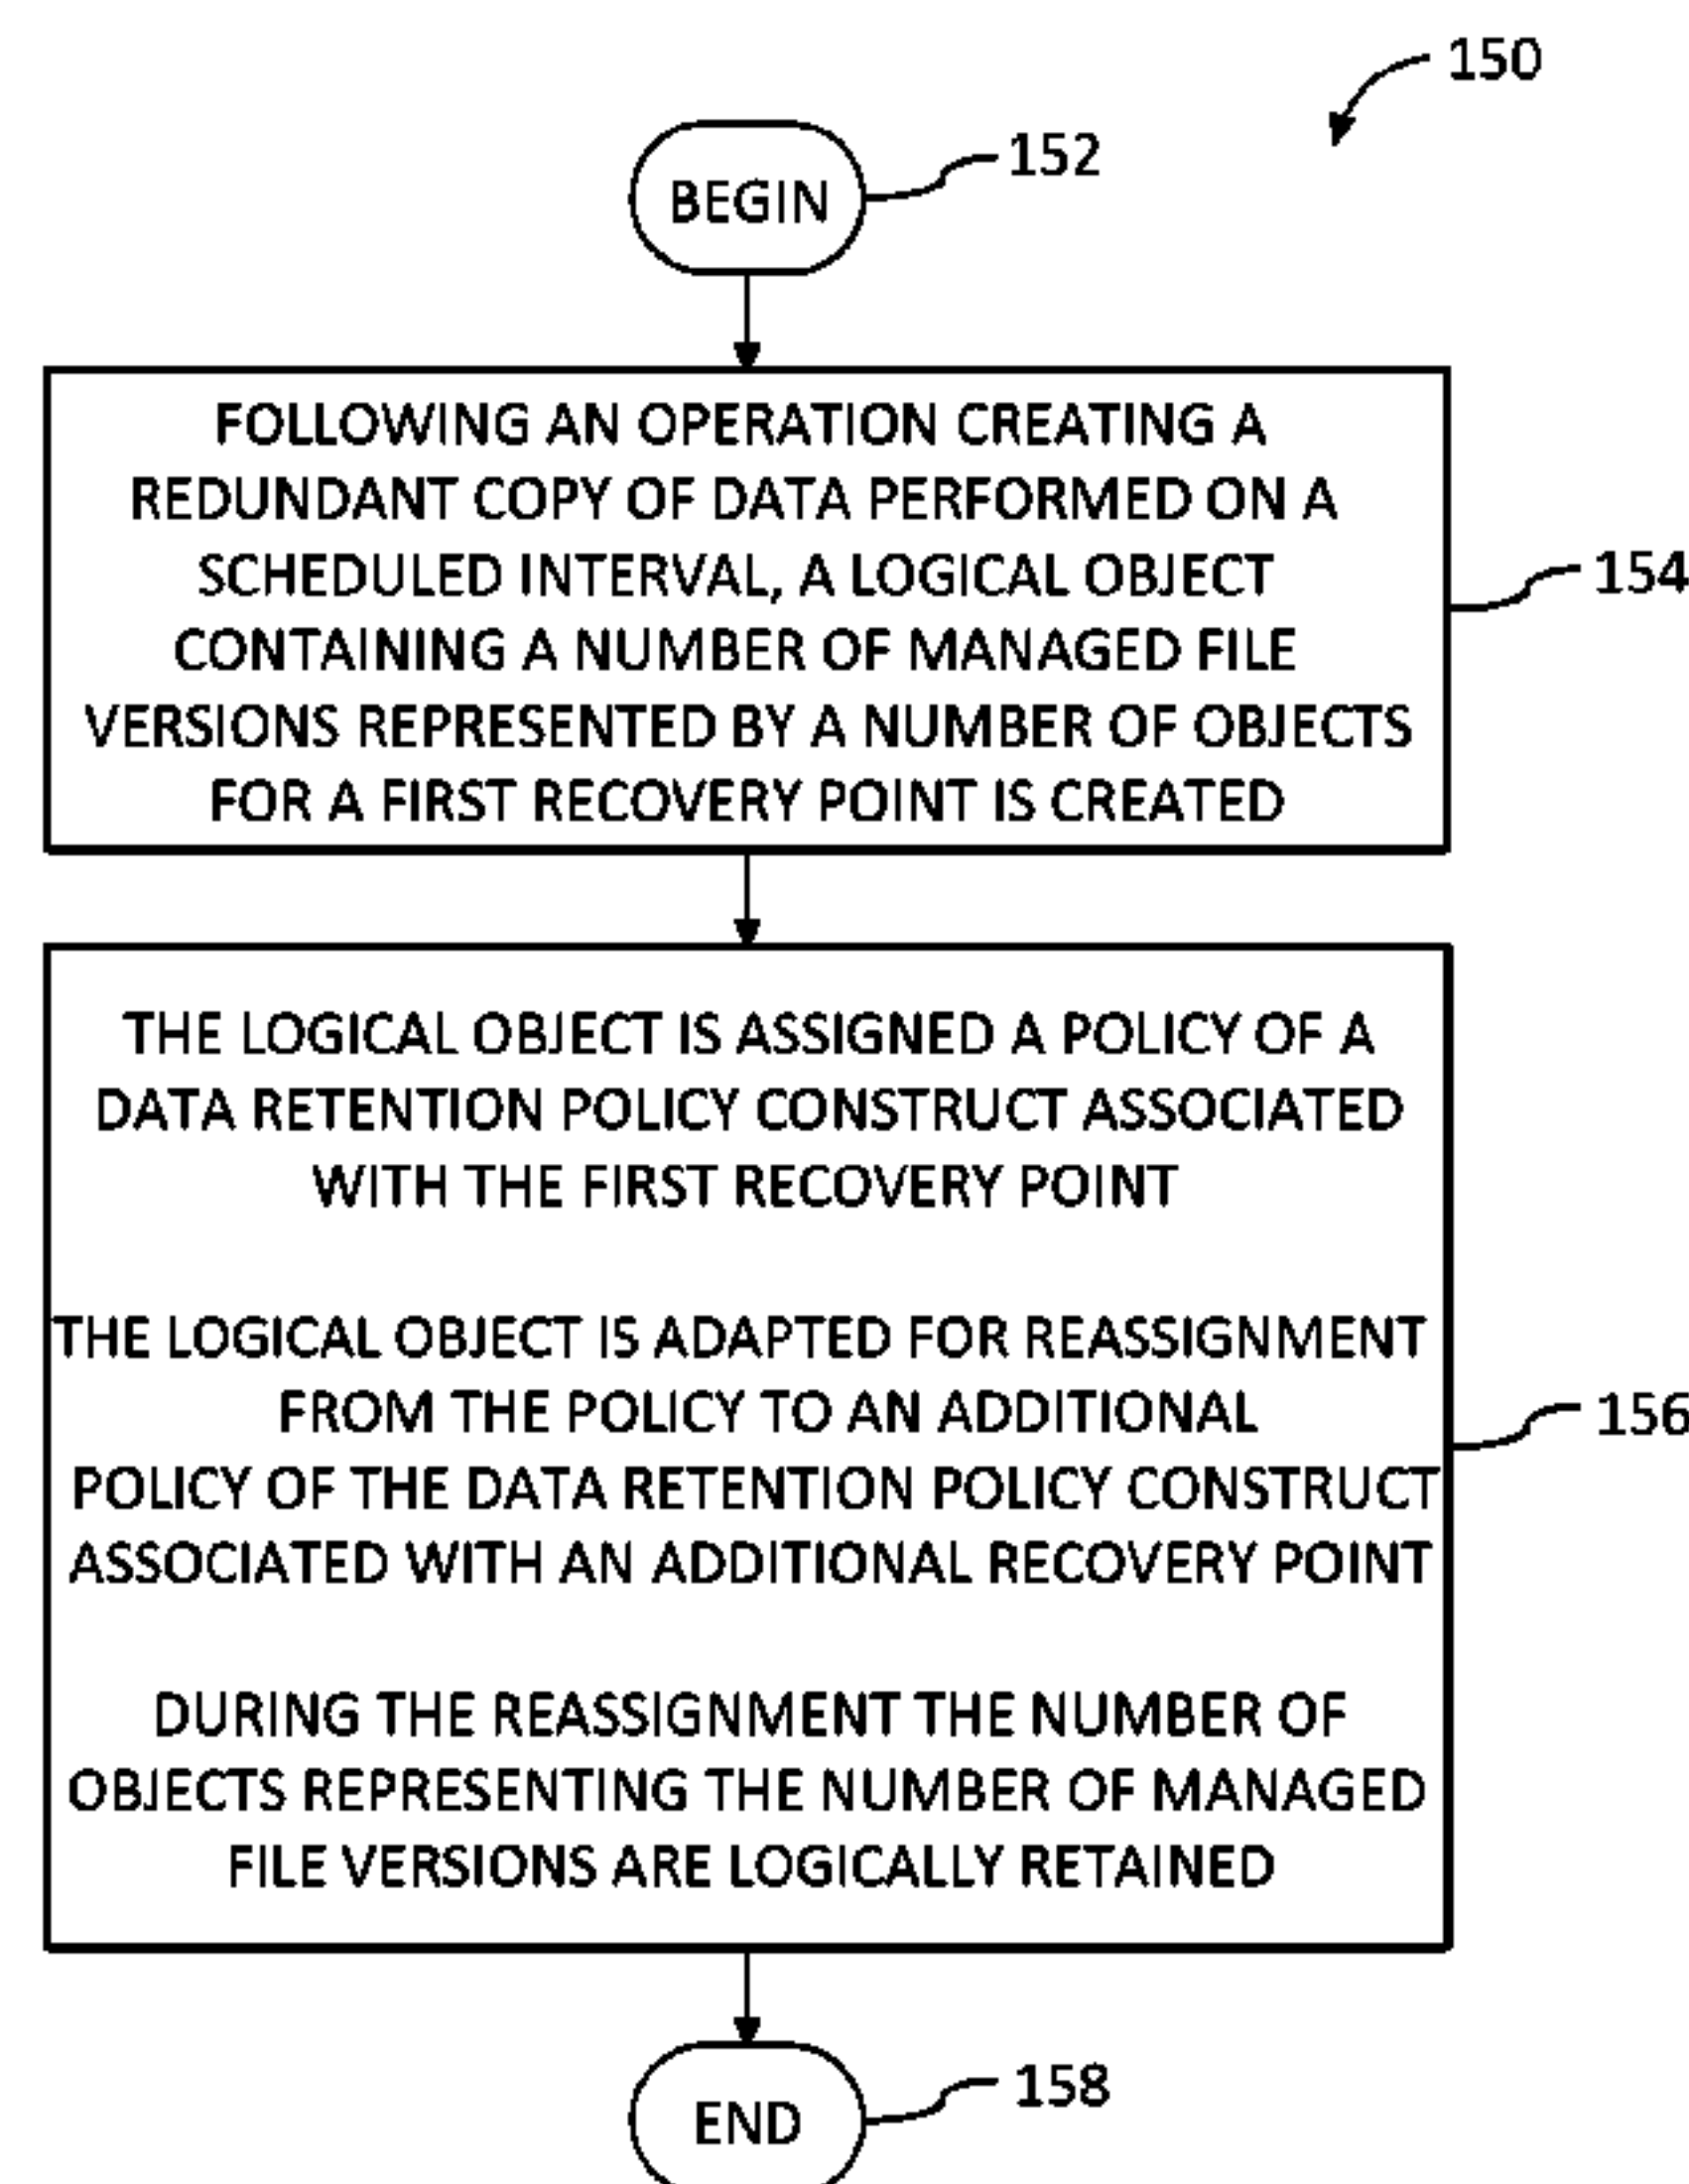 150
BEGIN
152
FOLLOWING AN OPERATION CREATING A
REDUNDANT COPY OF DATA PERFORMED ON A
SCHEDULED INTERVAL, A LOGICAL OBJECT
CONTAINING A NUMBER OF MANAGED FILE
VERSIONS REPRESENTED BY A NUMBER OF OBJECTS
FOR A FIRST RECOVERY POINT IS CREATED
154
THE LOGICAL OBJECT IS ASSIGNED A POLICY OF A
DATA RETENTION POLICY CONSTRUCT ASSOCIATED
WITH THE FIRST RECOVERY POINT
THE LOGICAL OBJECT IS ADAPTED FOR REASSIGNMENT
FROM THE POLICY TO AN ADDITIONAL
POLICY OF THE DATA RETENTION POLICY CONSTRUCT
ASSOCIATED WITH AN ADDITIONAL RECOVERY POINT
DURING THE REASSIGNMENT THE NUMBER OF
OBJECTS REPRESENTING THE NUMBER OF MANAGED
FILE VERSIONS ARE LOGICALLY RETAINED
156
END
158